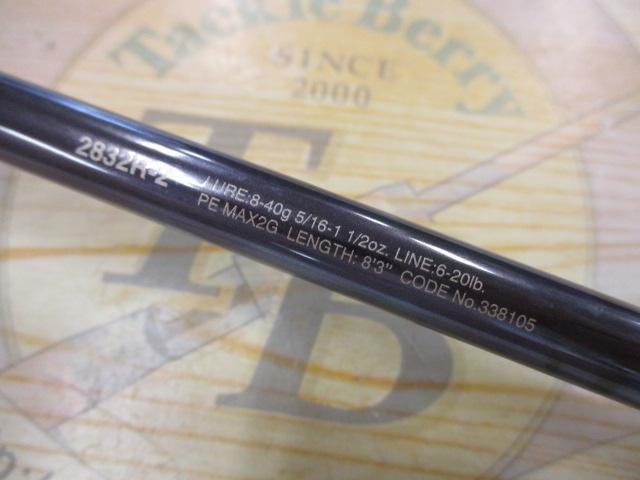 Tackle Berry
SINCE
2000
TB
2832R-2
LURE:8-40g 5/16-1 1/2oz. LINE:6-20lb.
PE MAX2G LENGTH: 8'3" CODE No.338105